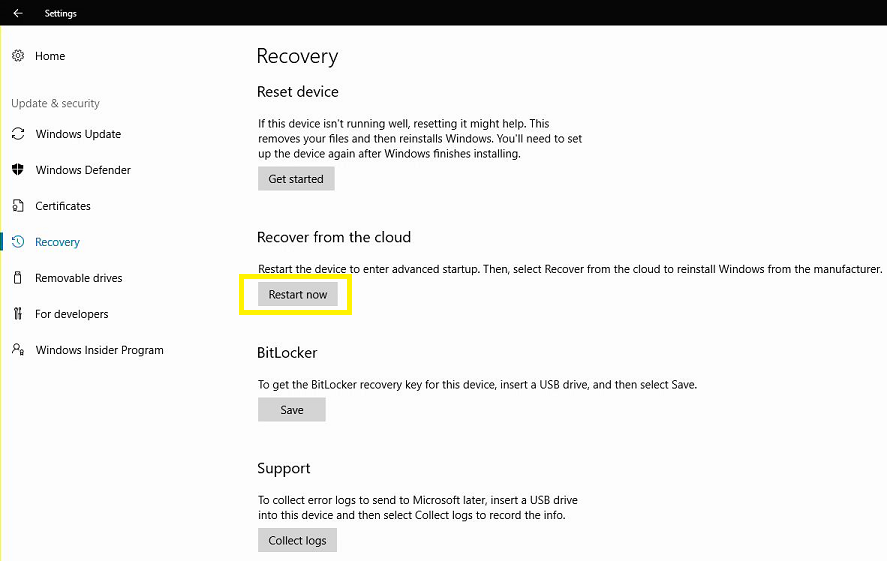 Settings
Home
Update & security
Windows Update
Windows Defender
Certificates
Recovery
Removable drives
For developers
Windows Insider Program
Recovery
Reset device
If this device isn't running well, resetting it might help. This
removes your files and then reinstalls Windows. You'll need to set
up the device again after Windows finishes installing.
Get started
Recover from the cloud
Restart the device to enter advanced startup. Then, select Recover from the cloud to reinstall Windows from the manufacturer.
Restart now
BitLocker
To get the BitLocker recovery key for this device, insert a USB drive, and then select Save.
Save
Support
To collect error logs to send to Microsoft later, insert a USB drive
into this device and then select Collect logs to record the info.
Collect logs